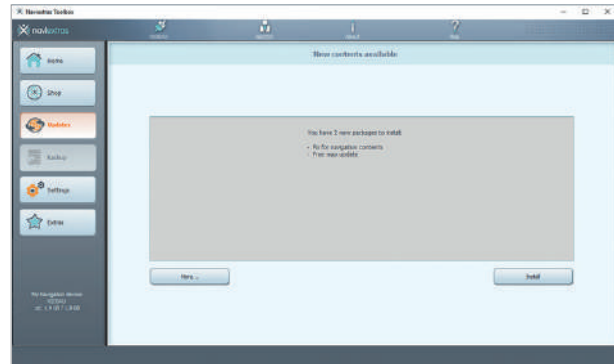 Naviextras Toolbox
naviextras
Help
New contents available
Home
Shop
Updates
Backup
Settings
Extras
You have 2 new packages to install
- Fix for navigation contents
- Free map update
More ...
Install